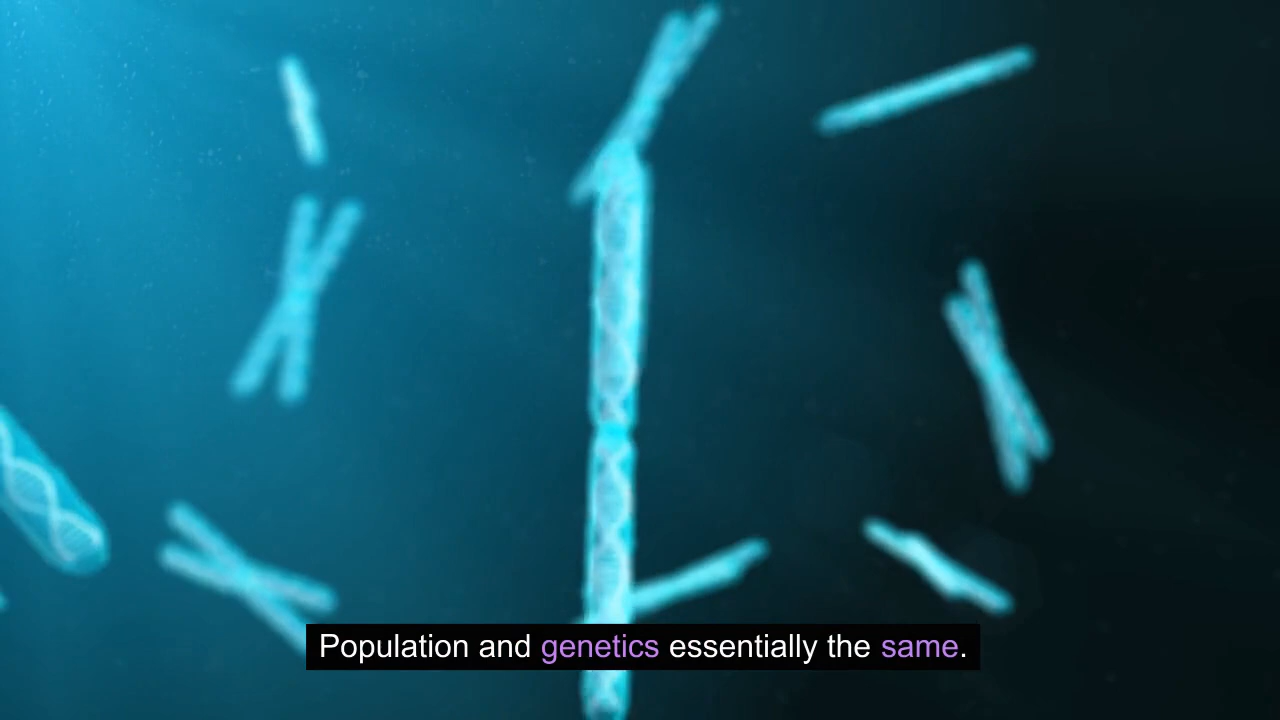 Population and genetics essentially the same.